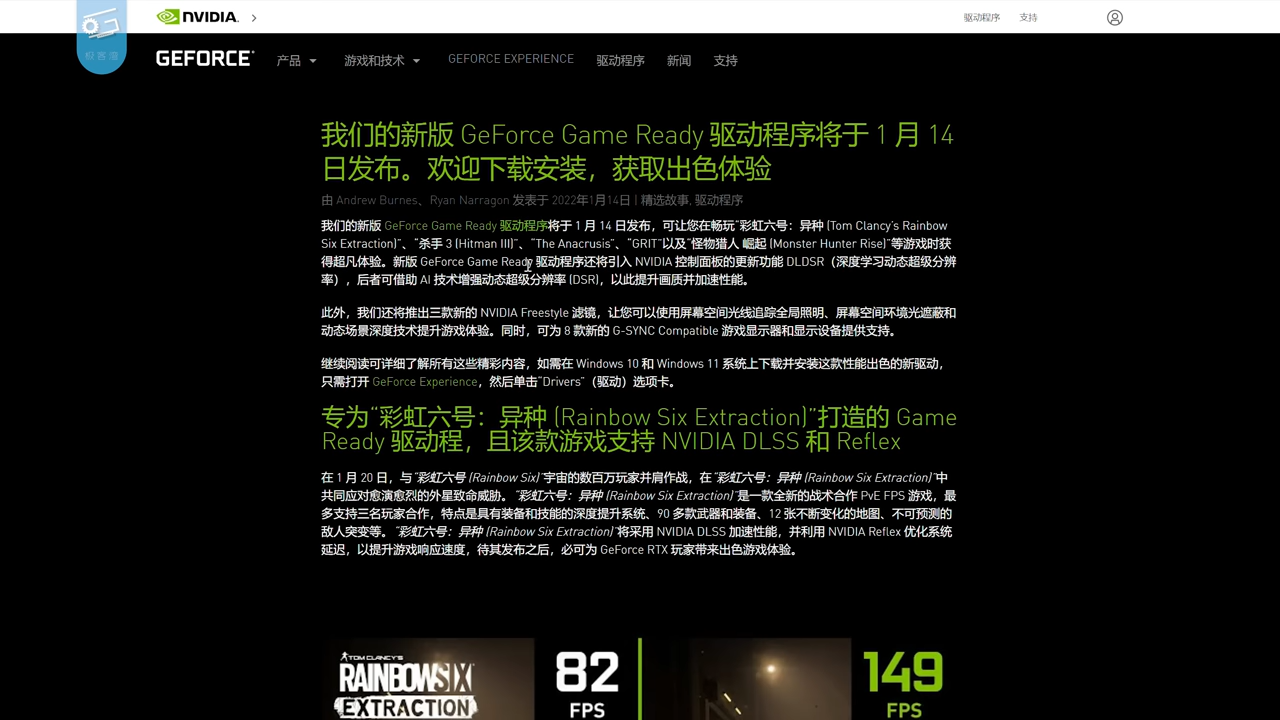 NVIDIA.
驱动程序 支持
极客湾
GEFORCE
产品 游戏和技术 GEFORCE EXPERIENCE 驱动程序 新闻 支持
我们的新版 GeForce Game Ready 驱动程序将于 1 月 14
日发布。欢迎下载安装，获取出色体验
由 Andrew Burnes、Ryan Narragon 发表于 2022年1月14日 | 精选故事, 驱动程序
我们的新版 GeForce Game Ready 驱动程序将于 1 月 14 日发布，可让您在畅玩“彩虹六号：异种 (Tom Clancy’s Rainbow
Six Extraction)”、“杀手 3 (Hitman III)”、“The Anacrusis”、“GRIT”以及“怪物猎人 崛起 (Monster Hunter Rise)”等游戏时获
得超凡体验。新版 GeForce Game Ready 驱动程序还将引入 NVIDIA 控制面板的更新功能 DLDSR（深度学习动态超级分辨
率），后者可借助 AI 技术增强动态超级分辨率 (DSR)，以此提升画质并加速性能。
此外，我们还将推出三款新的 NVIDIA Freestyle 滤镜，让您可以使用屏幕空间光线追踪全局照明、屏幕空间环境光遮蔽和
动态场景深度技术提升游戏体验。同时，可为 8 款新的 G-SYNC Compatible 游戏显示器和显示设备提供支持。
继续阅读可详细了解所有这些精彩内容，如需在 Windows 10 和 Windows 11 系统上下载并安装这款性能出色的新驱动，
只需打开 GeForce Experience，然后单击“Drivers”（驱动）选项卡。
专为“彩虹六号：异种 (Rainbow Six Extraction)”打造的 Game
Ready 驱动程，且该款游戏支持 NVIDIA DLSS 和 Reflex
在 1 月 20 日，与“彩虹六号 (Rainbow Six)”宇宙的数百万玩家并肩作战，在“彩虹六号：异种 (Rainbow Six Extraction)”中
共同应对愈演愈烈的外星致命威胁。“彩虹六号：异种 (Rainbow Six Extraction)”是一款全新的战术合作 PvE FPS 游戏，最
多支持三名玩家合作，特点是具有装备和技能的深度提升系统、90 多款武器和装备、12 张不断变化的地图、不可预测的
敌人突变等。“彩虹六号：异种 (Rainbow Six Extraction)”将采用 NVIDIA DLSS 加速性能，并利用 NVIDIA Reflex 优化系统
延迟，以提升游戏响应速度，待其发布之后，必可为 GeForce RTX 玩家带来出色游戏体验。
TOM CLANCY'S
RAINBOW SIX
EXTRACTION
82
FPS
149
FPS